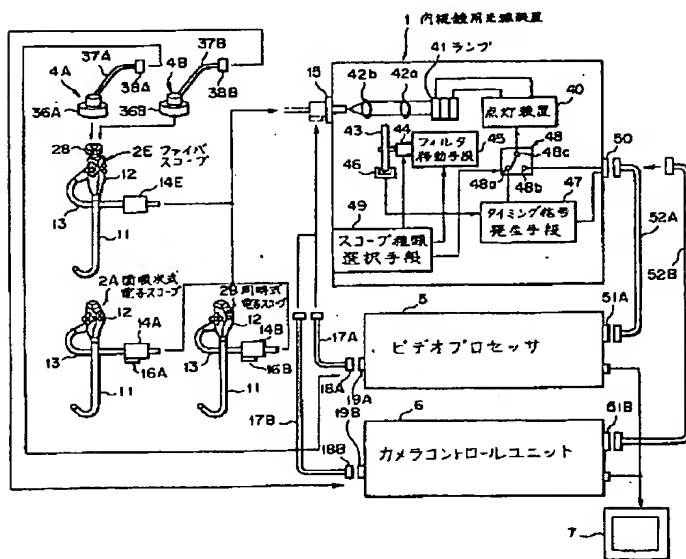 1 内視鏡用光源装置
37A
37B
4A
4B
38A
38B
36A
36B
28
2E ファイバスコープ
12
14E
13
11
2A 面順次式電子スコープ
12
14A
13
16A
11
2B 同時式電子スコープ
12
14B
13
16B
11
15
42b
42a
41 ランプ
点灯装置
40
43
44
フィルタ移動手段
45
46
48
48c
48a
48b
50
47
タイミング信号発生手段
49
スコープ種類選択手段
52A
52B
5
ビデオプロセッサ
51A
17A
18A
19A
17B
18B
19B
6
カメラコントロールユニット
51B
7